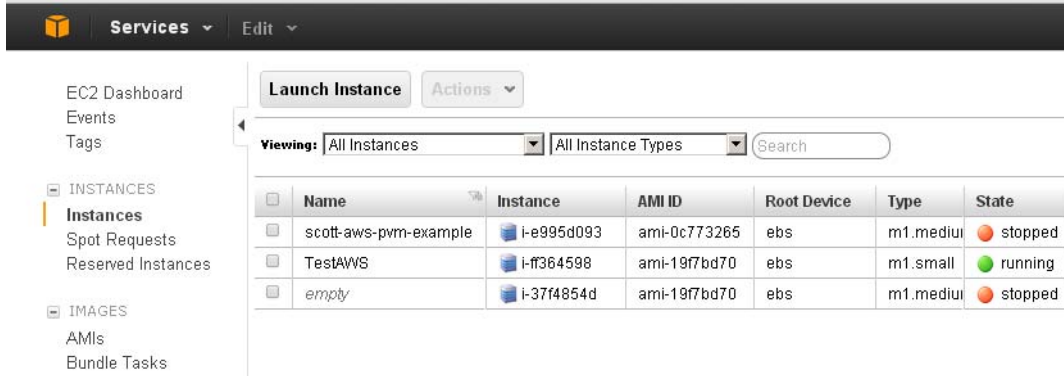 Services Edit
EC2 Dashboard
Events
Tags
INSTANCES
Instances
Spot Requests
Reserved Instances
IMAGES
AMIs
Bundle Tasks
Launch Instance Actions
Viewing: All Instances All Instance Types Search
Name Instance AMI ID Root Device Type State
scott-aws-pvm-example i-e995d093 ami-0c773265 ebs m1.mediu stopped
TestAWS i-ff364598 ami-19f7bd70 ebs m1.small running
empty i-37f4854d ami-19f7bd70 ebs m1.mediu stopped